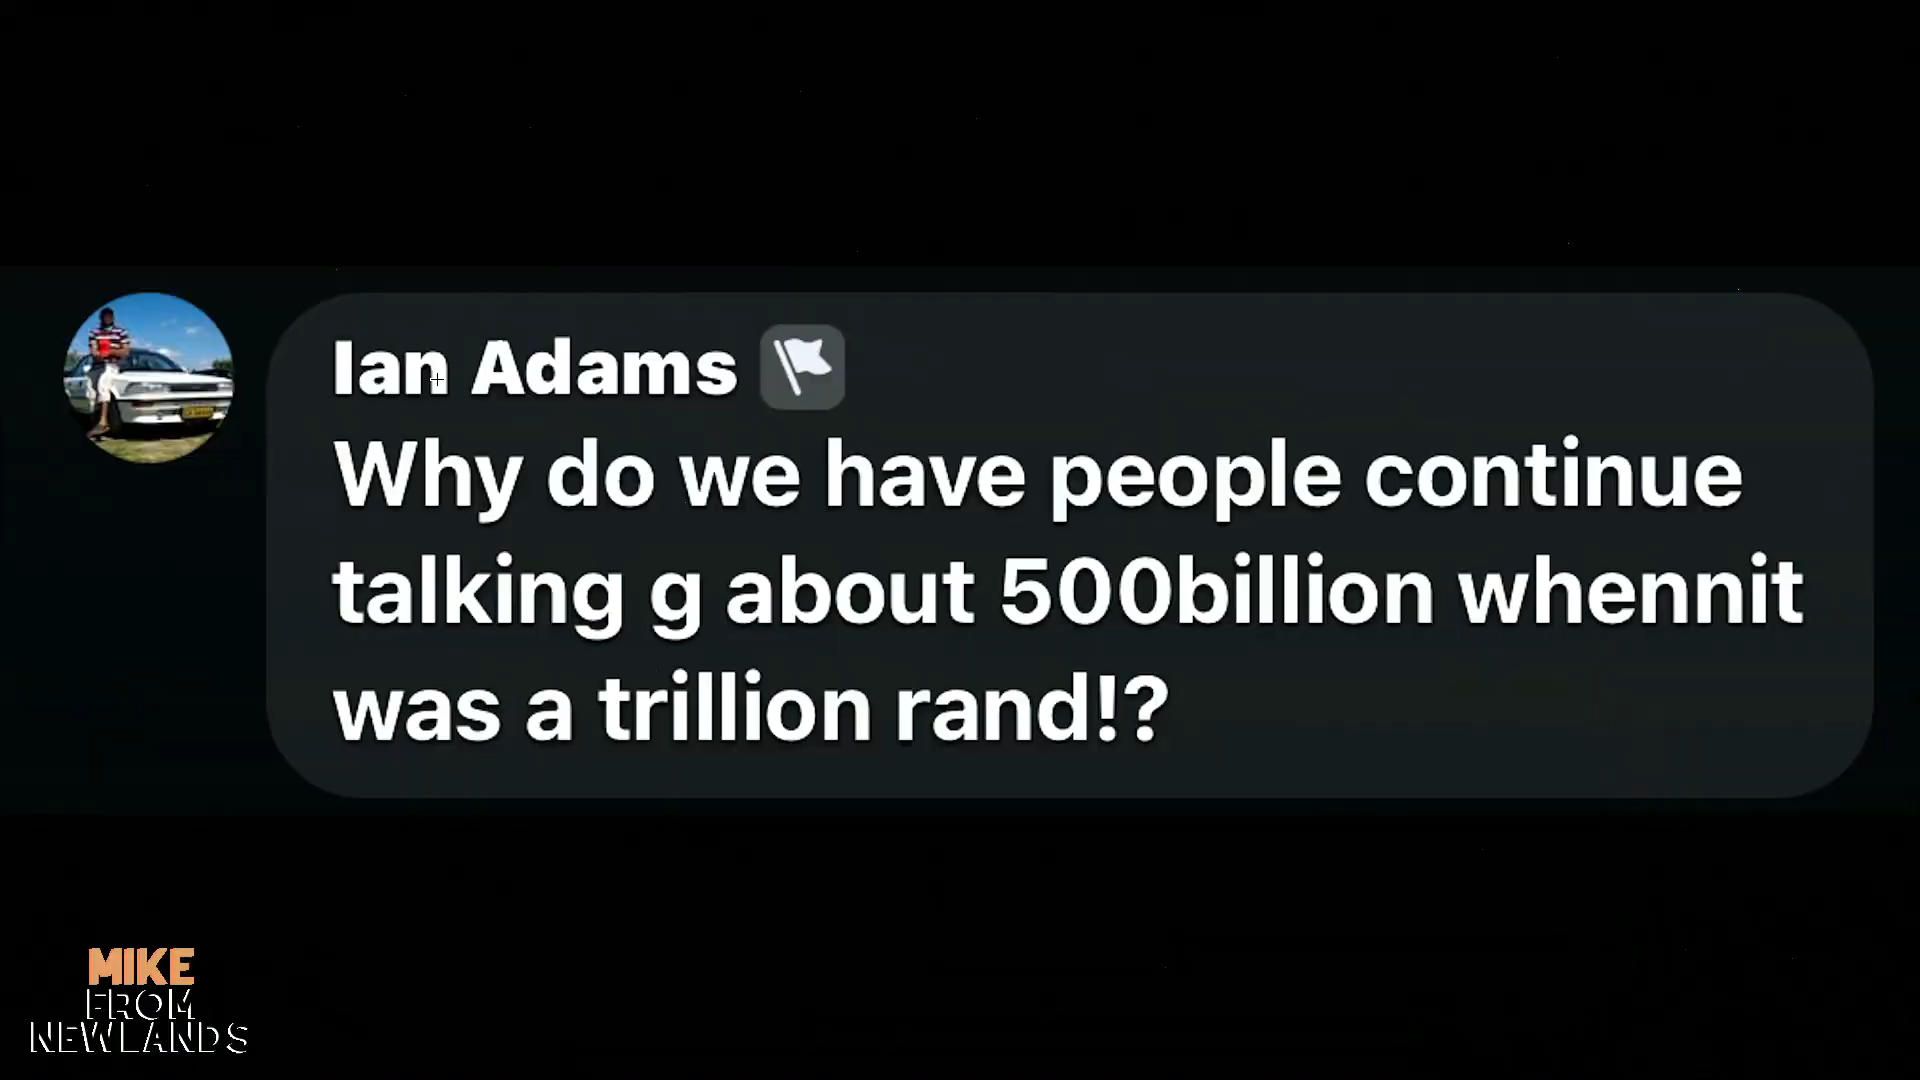 Ian Adams
Why do we have people continue
talking g about 500billion whennit
was a trillion rand!?
MIKE
FROM
NEWLANDS